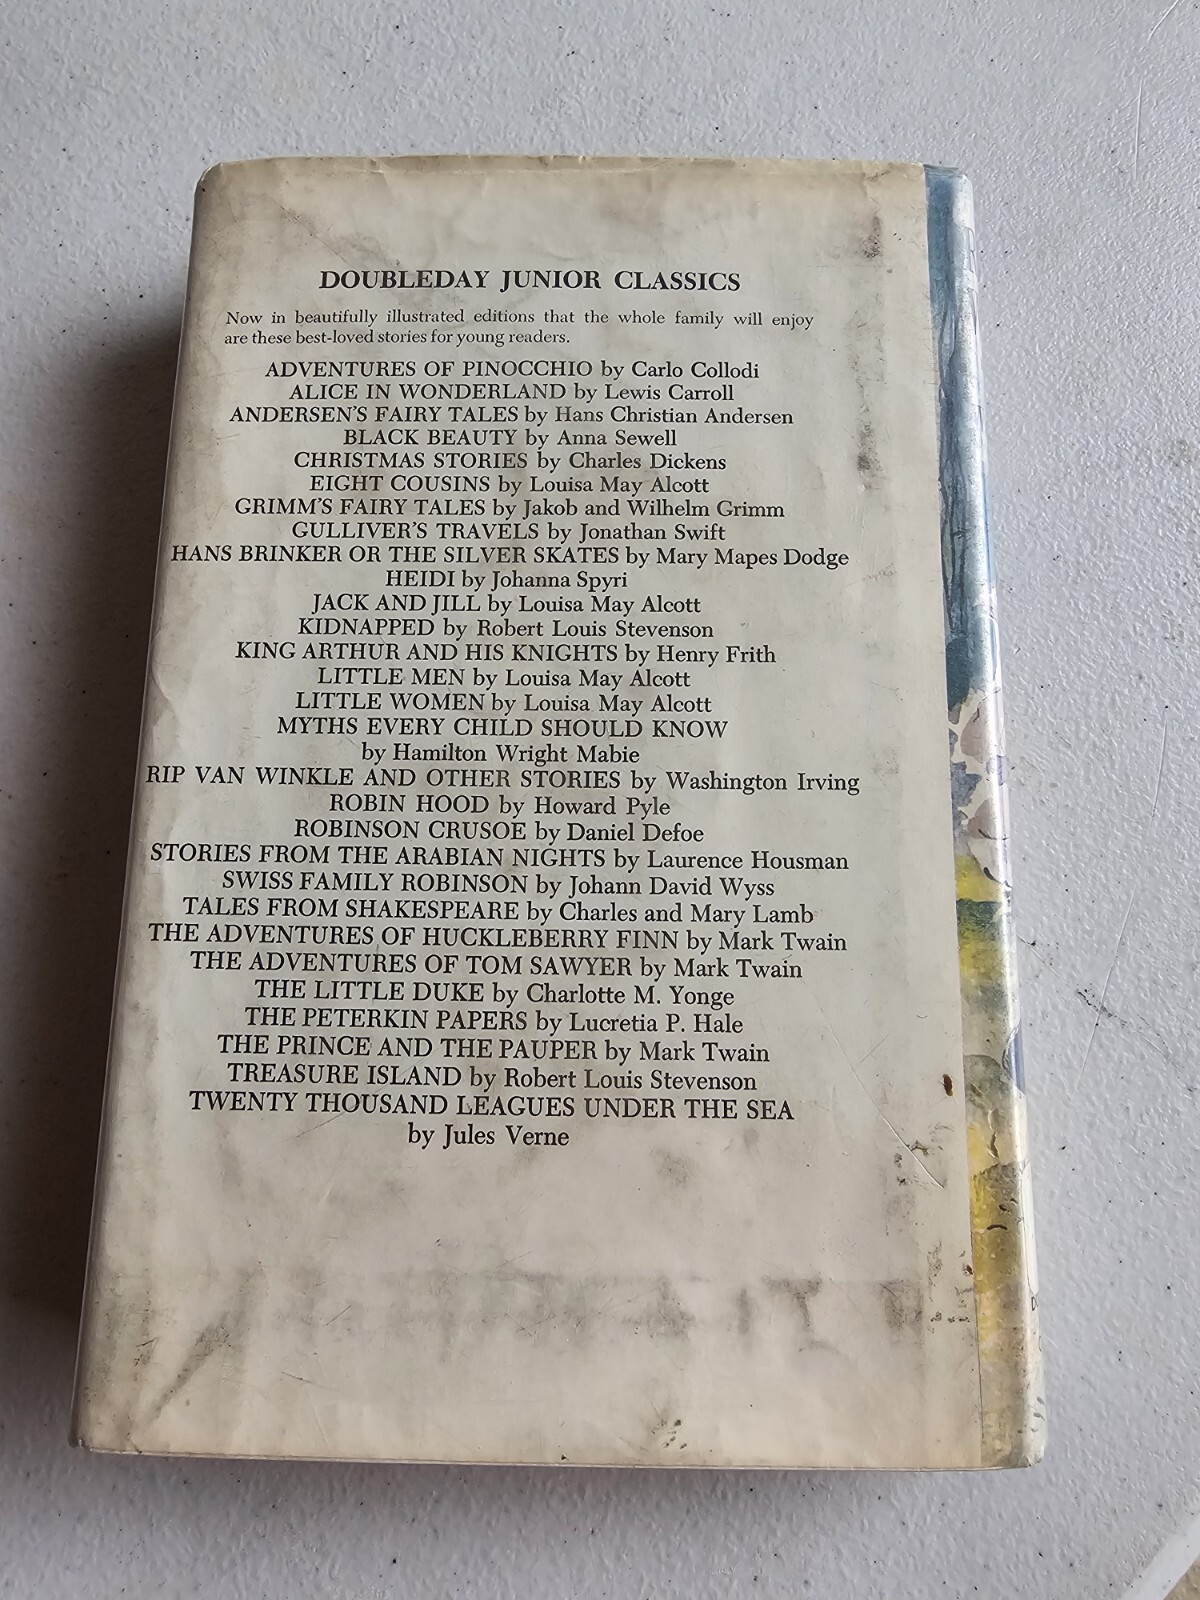 DOUBLEDAY JUNIOR CLASSICS
Now in beautifully illustrated editions that the whole family will enjoy
are these best-loved stories for young readers.
ADVENTURES OF PINOCCHIO by Carlo Collodi
ALICE IN WONDERLAND by Lewis Carroll
ANDERSEN'S FAIRY TALES by Hans Christian Andersen
BLACK BEAUTY by Anna Sewell
CHRISTMAS STORIES by Charles Dickens
EIGHT COUSINS by Louisa May Alcott
GRIMM'S FAIRY TALES by Jakob and Wilhelm Grimm
GULLIVER'S TRAVELS by Jonathan Swift
HANS BRINKER OR THE SILVER SKATES by Mary Mapes Dodge
HEIDI by Johanna Spyri
JACK AND JILL by Louisa May Alcott
KIDNAPPED by Robert Louis Stevenson
KING ARTHUR AND HIS KNIGHTS by Henry Frith
LITTLE MEN by Louisa May Alcott
LITTLE WOMEN by Louisa May Alcott
MYTHS EVERY CHILD SHOULD KNOW
by Hamilton Wright Mabie
RIP VAN WINKLE AND OTHER STORIES by Washington Irving
ROBIN HOOD by Howard Pyle
ROBINSON CRUSOE by Daniel Defoe
STORIES FROM THE ARABIAN NIGHTS by Laurence Housman
SWISS FAMILY ROBINSON by Johann David Wyss
TALES FROM SHAKESPEARE by Charles and Mary Lamb
THE ADVENTURES OF HUCKLEBERRY FINN by Mark Twain
THE ADVENTURES OF TOM SAWYER by Mark Twain
THE LITTLE DUKE by Charlotte M. Yonge
THE PETERKIN PAPERS by Lucretia P. Hale
THE PRINCE AND THE PAUPER by Mark Twain
TREASURE ISLAND by Robert Louis Stevenson
TWENTY THOUSAND LEAGUES UNDER THE SEA
by Jules Verne